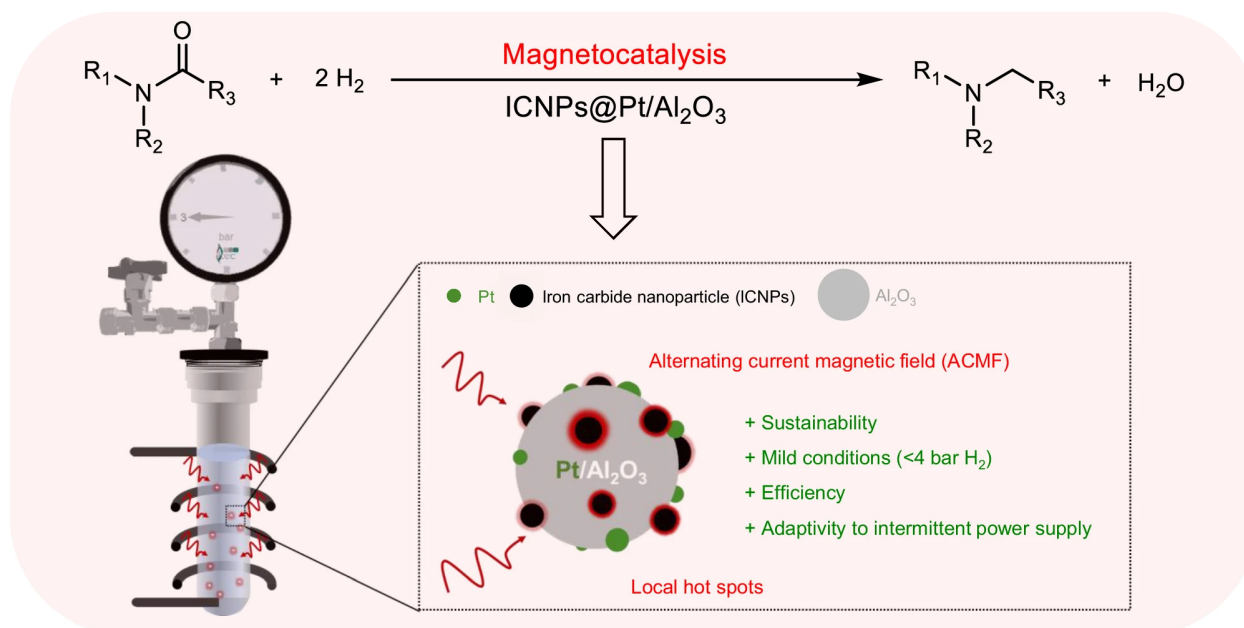 O
R₁
N
R₂
R₃
+ 2 H₂
Magnetocatalysis
ICNPs@Pt/Al₂O₃
R₁
N
R₂
R₃
+ H₂O
3
bar
Pt
Iron carbide nanoparticle (ICNPs)
Al₂O₃
Alternating current magnetic field (ACMF)
+ Sustainability
+ Mild conditions (<4 bar H₂)
+ Efficiency
+ Adaptivity to intermittent power supply
Pt/Al₂O₃
Local hot spots